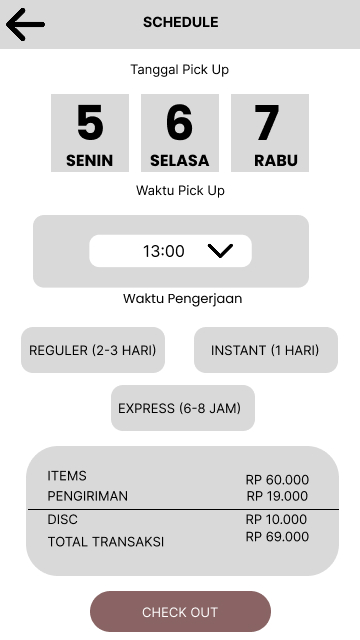 SCHEDULE
Tanggal Pick Up
5 6 7
SENIN SELASA RABU
Waktu Pick Up
13:00
Waktu Pengerjaan
REGULER (2-3 HARI) INSTANT (1 HARI)
EXPRESS (6-8 JAM)
ITEMS RP 60.000
PENGIRIMAN RP 19.000
DISC RP 10.000
TOTAL TRANSAKSI RP 69.000
CHECK OUT